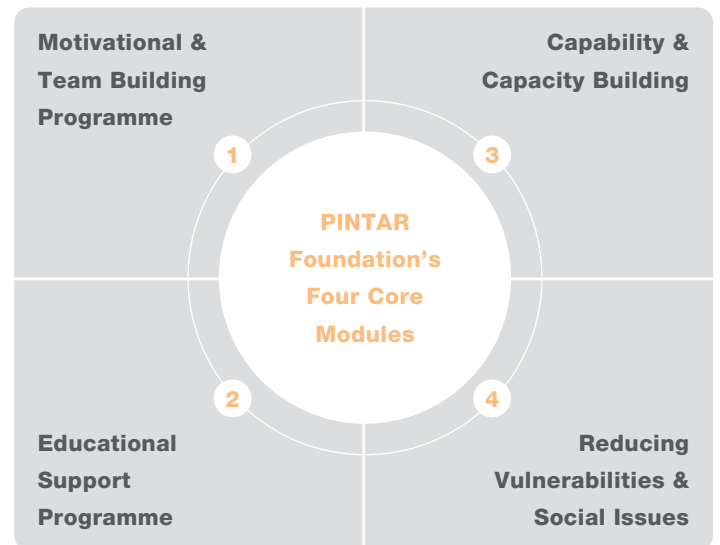 Motivational &
Team Building
Programme
1
Capability &
Capacity Building
3
PINTAR
Foundation’s
Four Core
Modules
2
Educational
Support
Programme
4
Reducing
Vulnerabilities &
Social Issues